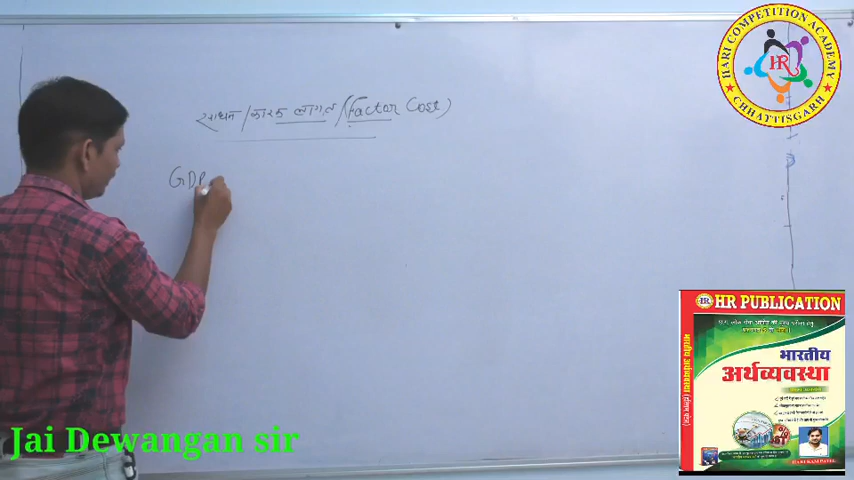 HARI COMPETITION ACADEMY
HR
CHHATTISGARH
साधन/कारक लागत (Factor Cost)
GDP
HR PUBLICATION
भारतीय
अर्थव्यवस्था
Jai Dewangan sir